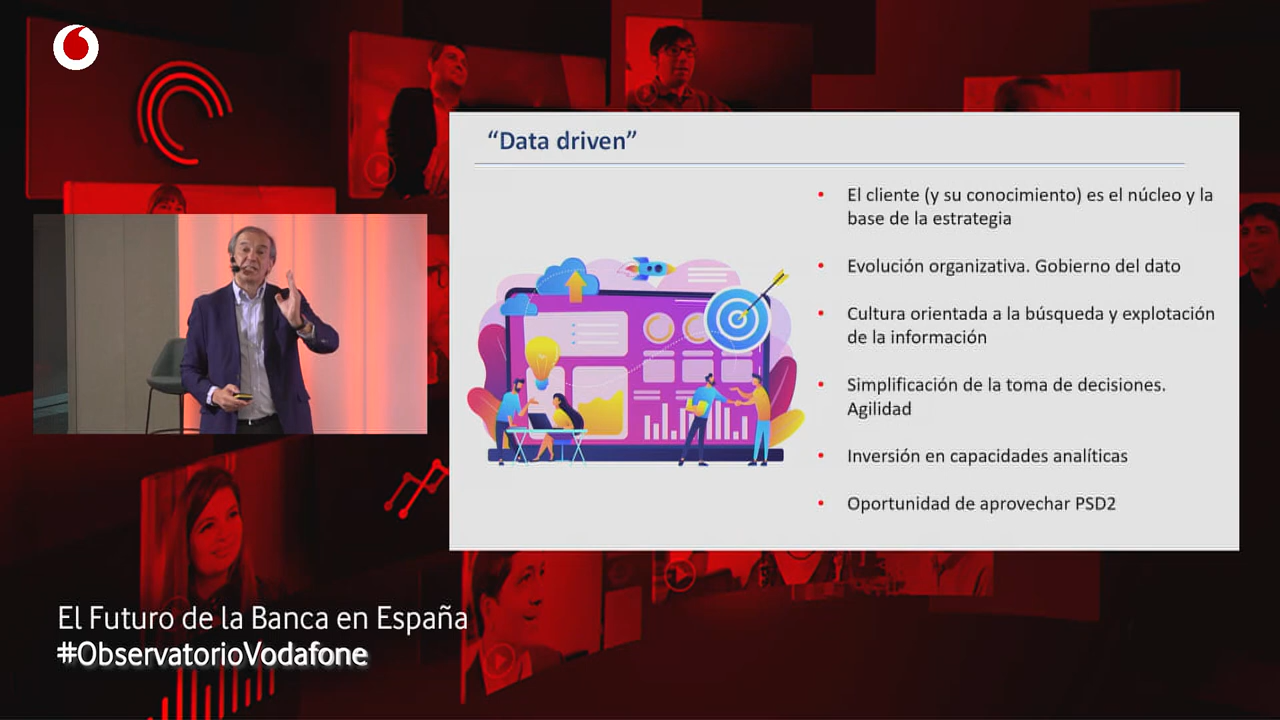 “Data driven”
• El cliente (y su conocimiento) es el núcleo y la
base de la estrategia
• Evolución organizativa. Gobierno del dato
• Cultura orientada a la búsqueda y explotación
de la información
• Simplificación de la toma de decisiones.
Agilidad
• Inversión en capacidades analíticas
• Oportunidad de aprovechar PSD2
El Futuro de la Banca en España
#ObservatorioVodafone